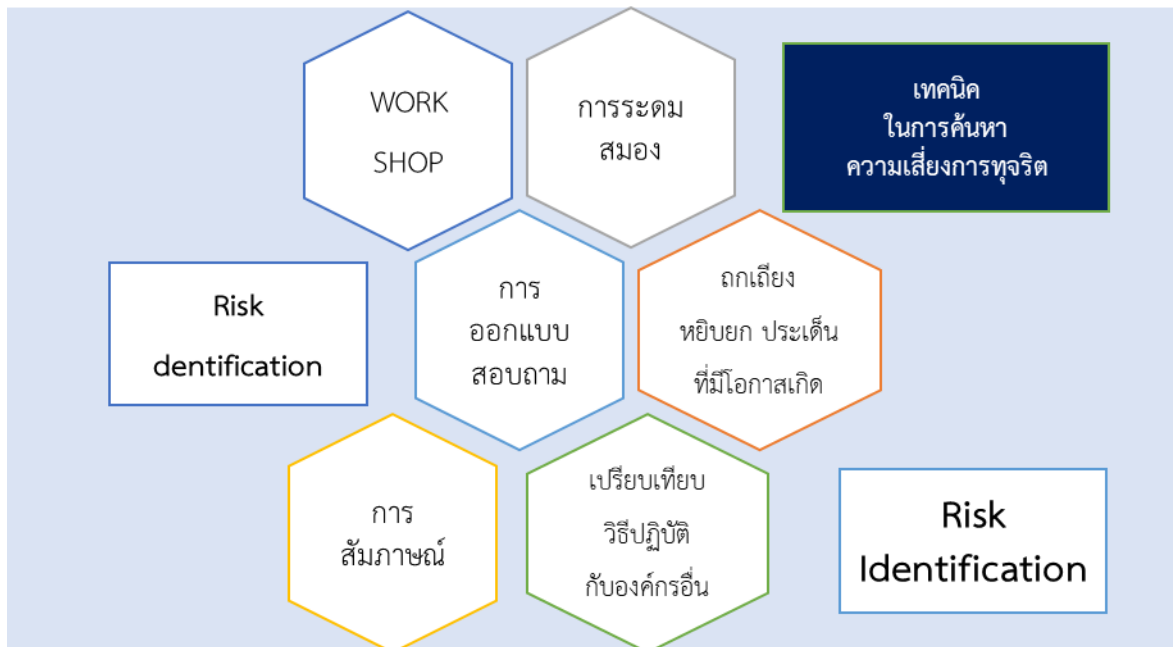 WORK
SHOP
การระดม
สมอง
เทคนิค
ในการค้นหา
ความเสี่ยงการทุจริต
Risk
dentification
การ
ออกแบบ
สอบถาม
ถกเถียง
หยิบยก ประเด็น
ที่มีโอกาสเกิด
การ
สัมภาษณ์
เปรียบเทียบ
วิธีปฏิบัติ
กับองค์กรอื่น
Risk
Identification